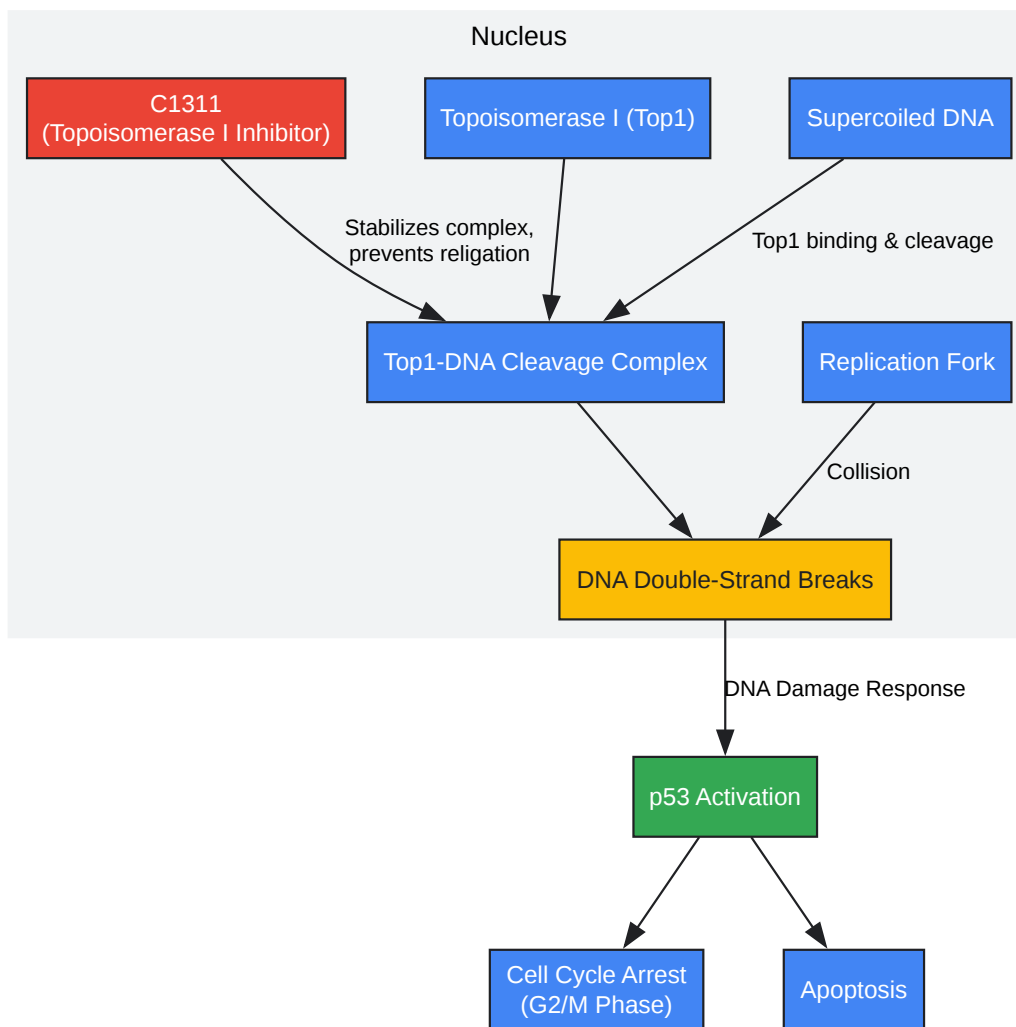 Nucleus
C1311
(Topoisomerase I Inhibitor)
Topoisomerase I (Top1)
Supercoiled DNA
Stabilizes complex,
prevents religation
Top1 binding & cleavage
Top1-DNA Cleavage Complex
Replication Fork
Collision
DNA Double-Strand Breaks
DNA Damage Response
p53 Activation
Cell Cycle Arrest
(G2/M Phase)
Apoptosis